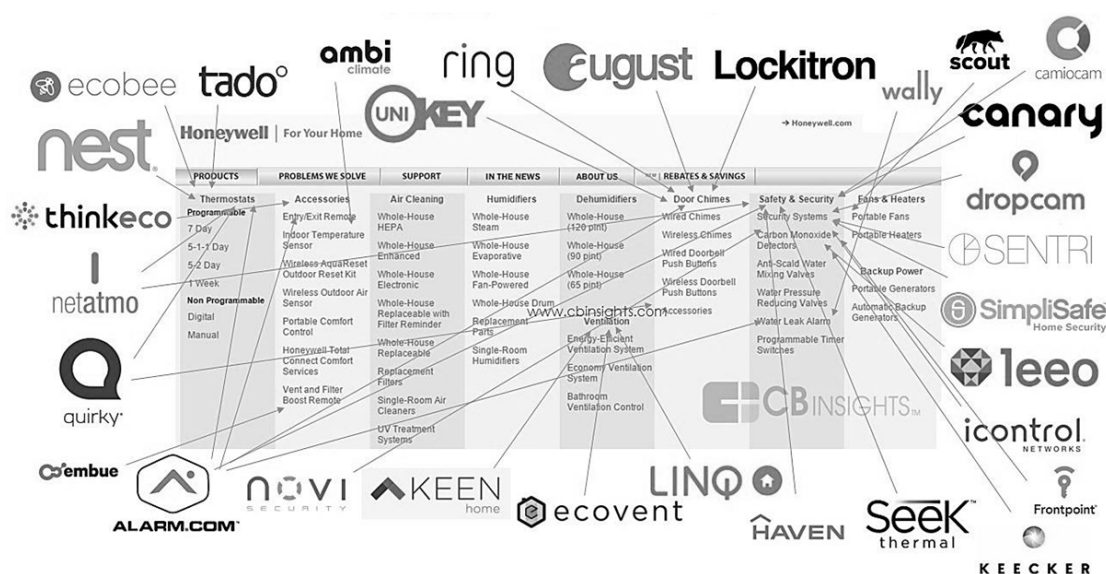 ecobee
tado°
ambi
climate
ring
august
Lockitron
wally
scout
camiocam
UNI KEY
nest
Honeywell | For Your Home
→ Honeywell.com
canary
PRODUCTS PROBLEMS WE SOLVE SUPPORT IN THE NEWS ABOUT US NEW | REBATES & SAVINGS
thinkeco
Thermostats
Programmable
7 Day
5-1-1 Day
5-2 Day
1 Week
Non Programmable
Digital
Manual
Accessories
Entry/Exit Remote
Indoor Temperature
Sensor
Wireless AquaReset
Outdoor Reset Kit
Wireless Outdoor Air
Sensor
Portable Comfort
Control
Honeywell Total
Connect Comfort
Services
Vent and Filter
Boost Remote
Air Cleaning
Whole-House
HEPA
Whole-House
Enhanced
Whole-House
Electronic
Whole-House
Replaceable with
Filter Reminder
Whole-House
Replaceable
Replacement
Filters
Single-Room Air
Cleaners
UV Treatment
Systems
Humidifiers
Whole-House
Steam
Whole-House
Evaporative
Whole-House
Fan-Powered
Whole-House Drum
Replacement
Parts
Single-Room
Humidifiers
Dehumidifiers
Whole-House
(120 pint)
Whole-House
(90 pint)
Whole-House
(65 pint)
www.cbinsights.com
Ventilation
Energy-Efficient
Ventilation System
Economy Ventilation
System
Bathroom
Ventilation Control
Door Chimes
Wired Chimes
Wireless Chimes
Wired Doorbell
Push Buttons
Wireless Doorbell
Push Buttons
Accessories
Safety & Security
Security Systems
Carbon Monoxide
Detectors
Anti-Scald Water
Mixing Valves
Water Pressure
Reducing Valves
Water Leak Alarm
Programmable Timer
Switches
Fans & Heaters
Portable Fans
Portable Heaters
Backup Power
Portable Generators
Automatic Backup
Generators
CB INSIGHTS™
dropcam
SENTRI
SimpliSafe
Home Security
leeo
icontrol
NETWORKS
Frontpoint
netatmo
quirky
embue
ALARM.COM
NOVI
SECURITY
KEEN
home
ecovent
LINQ
HAVEN
Seek™
thermal
KEECKER